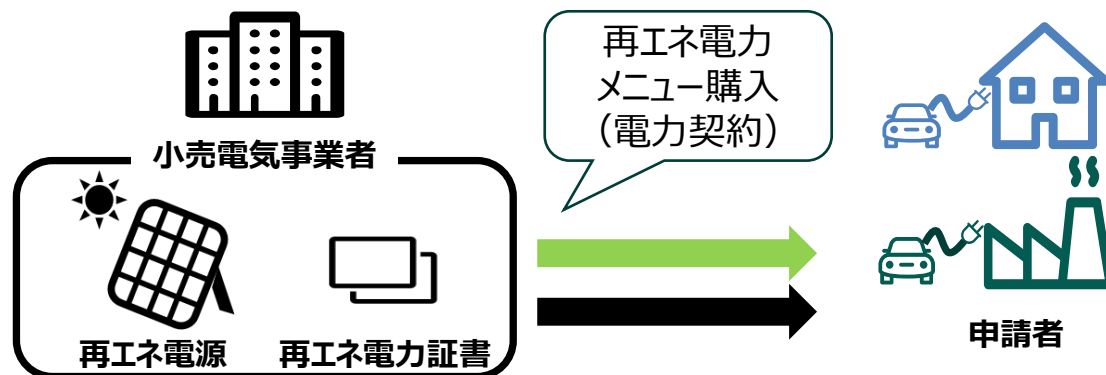 再エネ電力
メニュー購入
（電力契約）
小売電気事業者
再エネ電源
再エネ電力証書
申請者